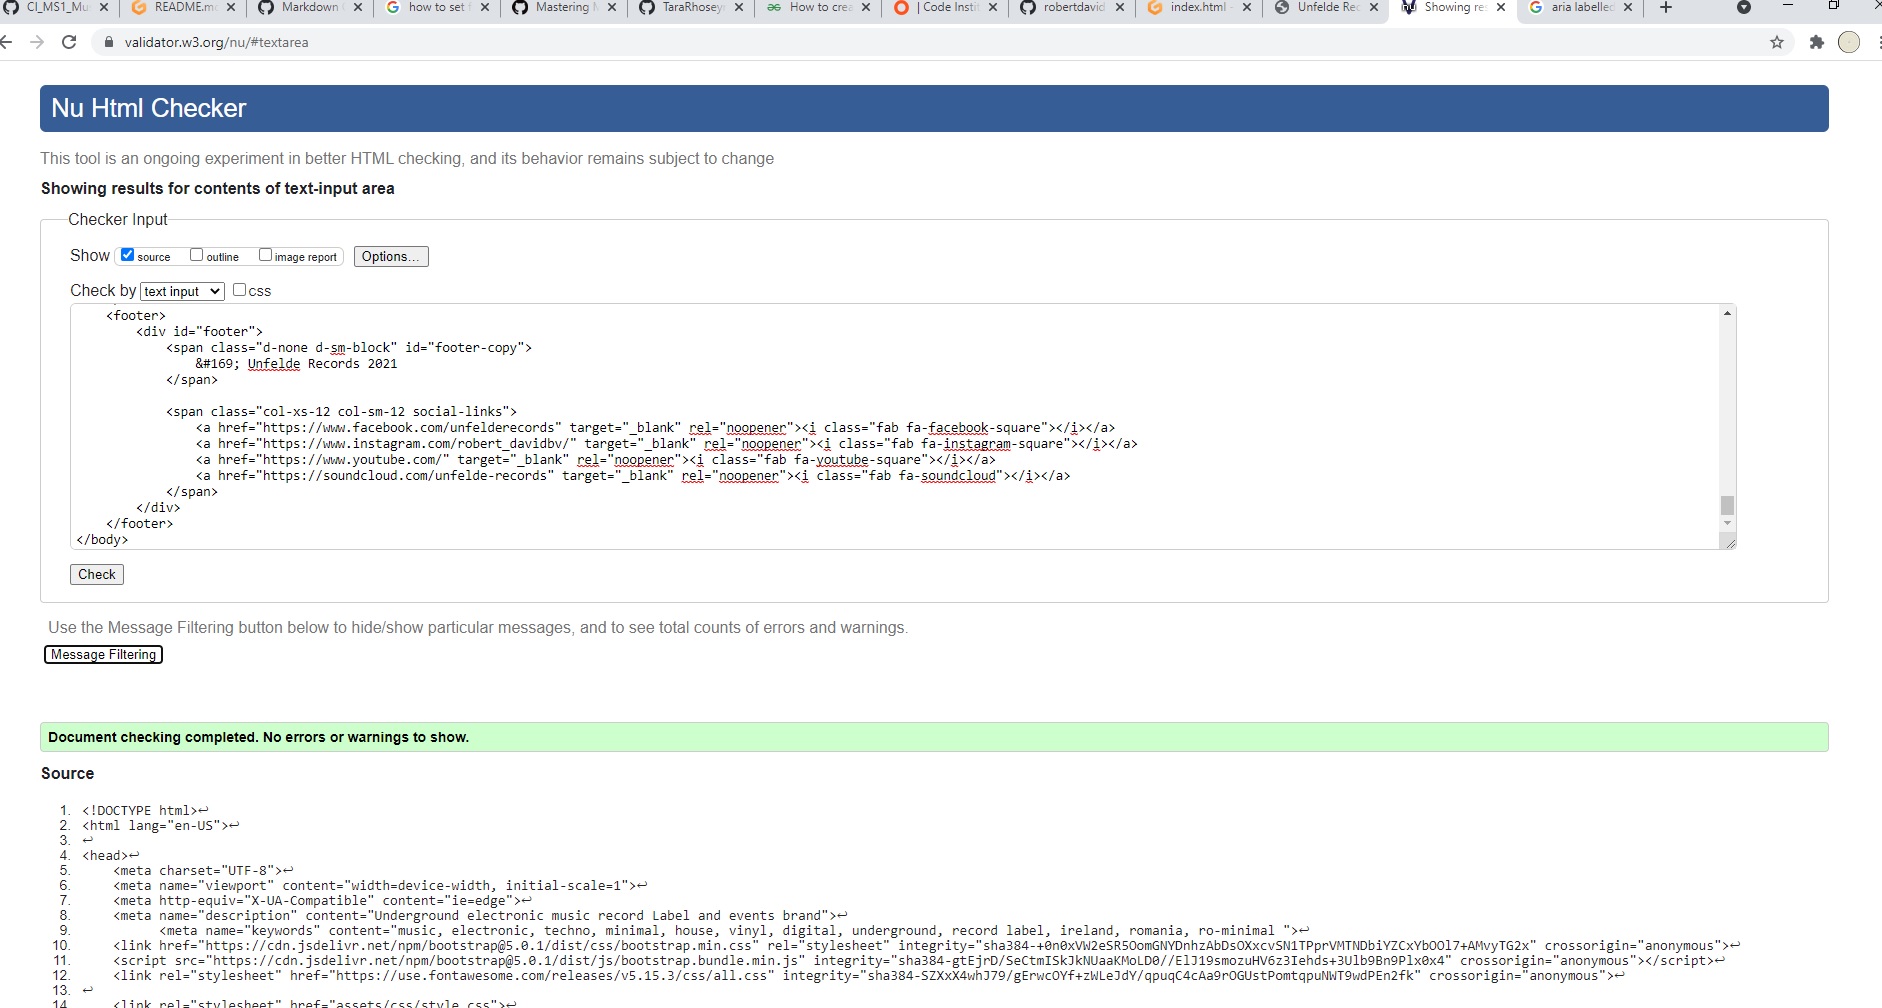 CI_MS1_Mu README.m Markdown how to set Mastering TaraRhosey How to crea | Code Instit robertdavid index.html - Unfelde Rec Showing res aria labelled
validator.w3.org/nu/#textarea
Nu Html Checker
This tool is an ongoing experiment in better HTML checking, and its behavior remains subject to change
Showing results for contents of text-input area
Checker Input
Show source outline image report Options...
Check by text input css
<footer>
<div id="footer">
<span class="d-none d-sm-block" id="footer-copy">
&#169; Unfelde Records 2021
</span>
<span class="col-xs-12 col-sm-12 social-links">
<a href="https://www.facebook.com/unfelderecords" target="_blank" rel="noopener"><i class="fab fa-facebook-square"></i></a>
<a href="https://www.instagram.com/robert_davidbv/" target="_blank" rel="noopener"><i class="fab fa-instagram-square"></i></a>
<a href="https://www.youtube.com/" target="_blank" rel="noopener"><i class="fab fa-youtube-square"></i></a>
<a href="https://soundcloud.com/unfelde-records" target="_blank" rel="noopener"><i class="fab fa-soundcloud"></i></a>
</span>
</div>
</footer>
</body>
Check
Use the Message Filtering button below to hide/show particular messages, and to see total counts of errors and warnings.
Message Filtering
Document checking completed. No errors or warnings to show.
Source
1. <!DOCTYPE html>↩
2. <html lang="en-US">↩
3. ↩
4. <head>↩
5. <meta charset="UTF-8">↩
6. <meta name="viewport" content="width=device-width, initial-scale=1">↩
7. <meta http-equiv="X-UA-Compatible" content="ie=edge">↩
8. <meta name="description" content="Underground electronic music record Label and events brand">↩
9. <meta name="keywords" content="music, electronic, techno, minimal, house, vinyl, digital, underground, record label, ireland, romania, ro-minimal ">↩
10. <link href="https://cdn.jsdelivr.net/npm/bootstrap@5.0.1/dist/css/bootstrap.min.css" rel="stylesheet" integrity="sha384-+0n0xVW2eSR5OomGNYDnhzAbDsOXxcvSN1TPprVMTNDbiYZCxYbOOl7+AMvyTG2x" crossorigin="anonymous">↩
11. <script src="https://cdn.jsdelivr.net/npm/bootstrap@5.0.1/dist/js/bootstrap.bundle.min.js" integrity="sha384-gtEjrD/SeCtmISkJkNUaaKMoLD0//ElJ19smozuHV6z3Iehds+3Ulb9Bn9Plx0x4" crossorigin="anonymous"></script>↩
12. <link rel="stylesheet" href="https://use.fontawesome.com/releases/v5.15.3/css/all.css" integrity="sha384-SZXxX4whJ79/gErwcOYf+zWLeJdY/qpuqC4cAa9rOGUstPomtqpuNWT9wdPEn2fk" crossorigin="anonymous">↩
13. ↩
14. <link rel="stylesheet" href="assets/css/style.css">↩